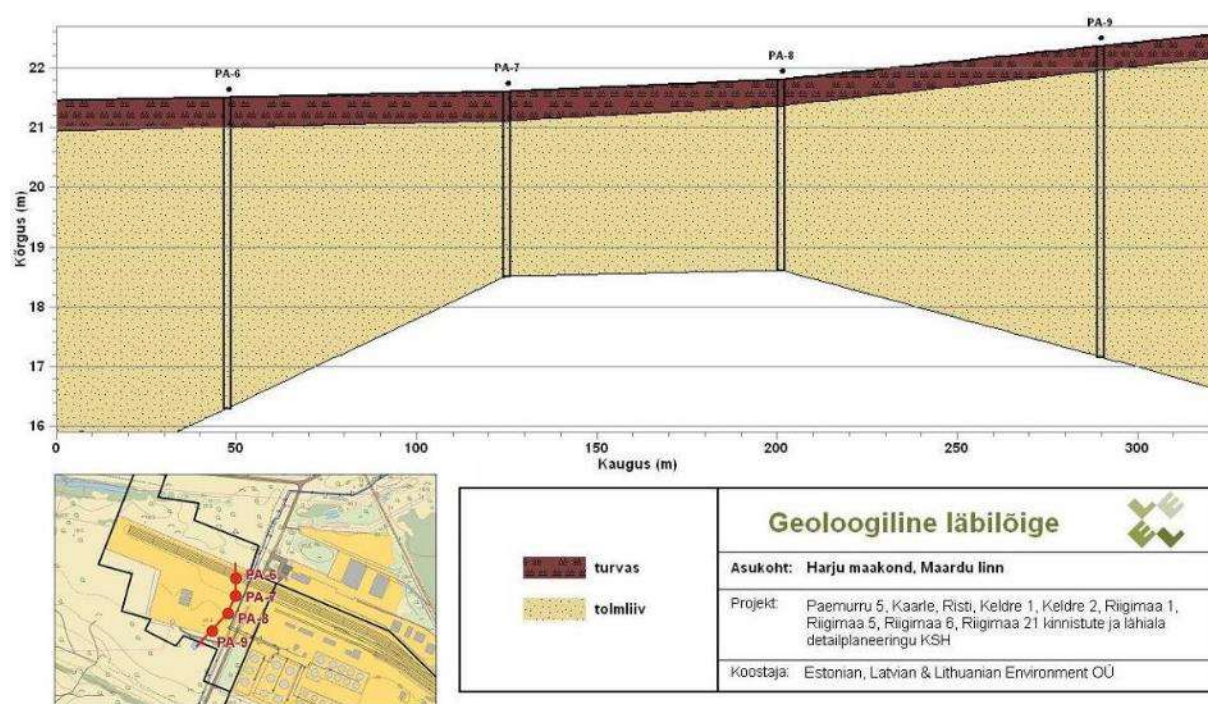 PA-9
PA-8
PA-7
PA-6
22
21
20
19
18
17
16
Kõrgus (m)
0
50
100
150
200
250
300
Kaugus (m)
PA-6
PA-7
PA-8
PA-9
turvas
tolmliiv
Geoloogiline läbilõige
Asukoht: Harju maakond, Maardu linn
Projekt: Paemurru 5, Kaarle, Risti, Keldre 1, Keldre 2, Riigimaa 1,
Riigimaa 5, Riigimaa 6, Riigimaa 21 kinnistute ja lähiala
detailplaneeringu KSH
Koostaja: Estonian, Latvian & Lithuanian Environment OÜ